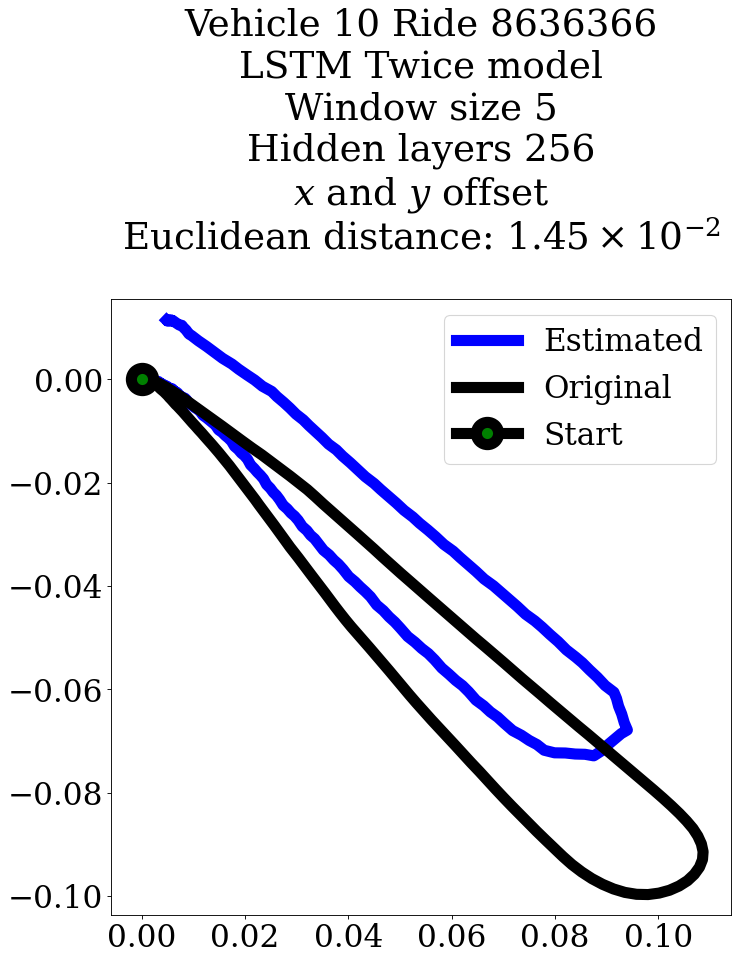 Vehicle 10 Ride 8636366
LSTM Twice model
Window size 5
Hidden layers 256
x and y offset
Euclidean distance: 1.45 × 10⁻²
Estimated
Original
Start
0.00
−0.02
−0.04
−0.06
−0.08
−0.10
0.00 0.02 0.04 0.06 0.08 0.10